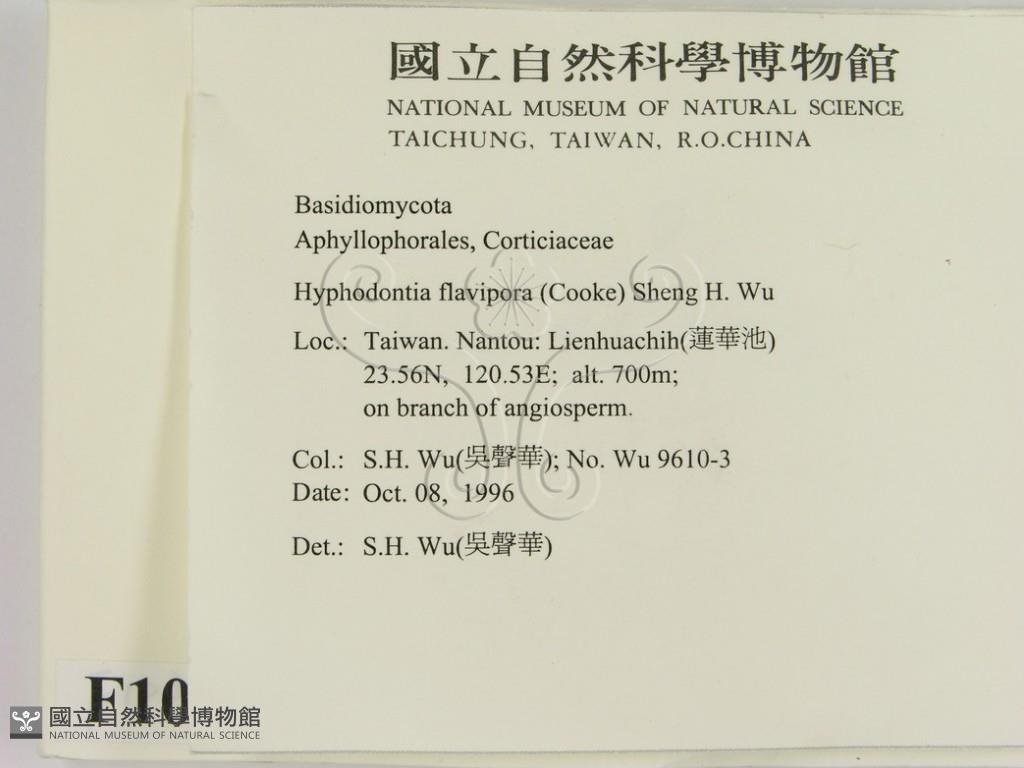 國立自然科學博物館
NATIONAL MUSEUM OF NATURAL SCIENCE
TAICHUNG, TAIWAN, R.O.CHINA
Basidiomycota
Aphyllophorales, Corticiaceae
Hyphodontia flavipora (Cooke) Sheng H. Wu
Loc.: Taiwan. Nantou: Lienhuachih(蓮華池)
23.56N, 120.53E; alt. 700m;
on branch of angiosperm.
Col.: S.H. Wu(吳聲華); No. Wu 9610-3
Date: Oct. 08, 1996
Det.: S.H. Wu(吳聲華)
F10
國立自然科學博物館
NATIONAL MUSEUM OF NATURAL SCIENCE